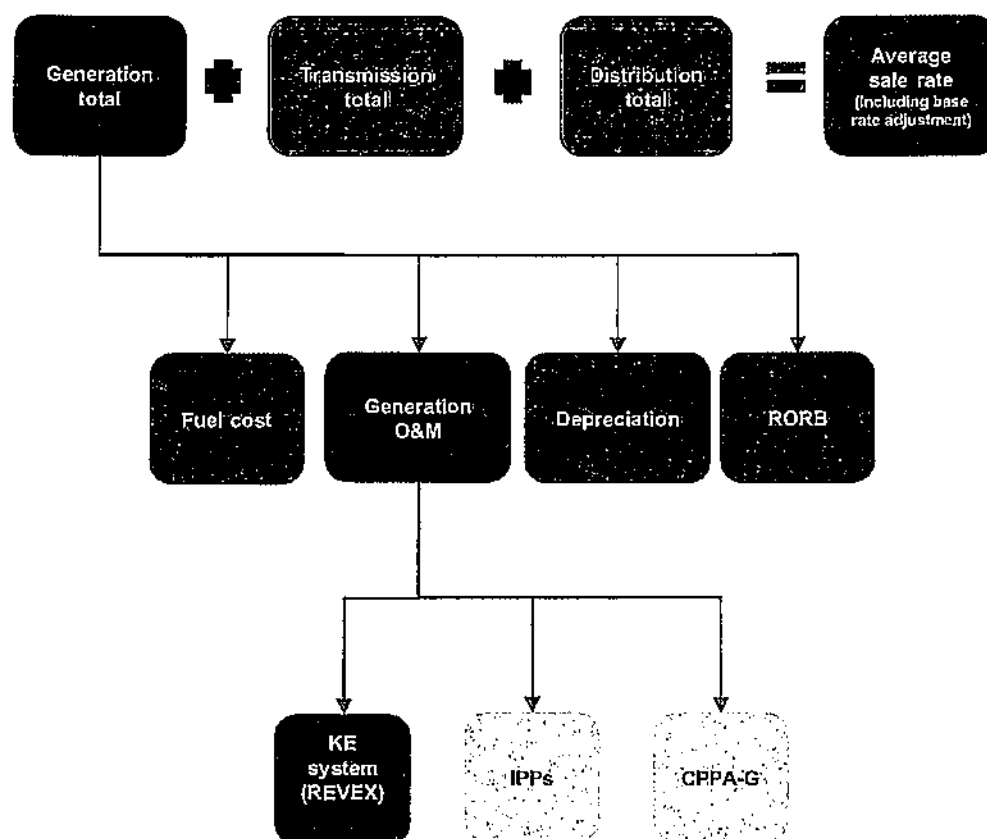 Generation
total
Transmission
total
Distribution
total
Average
sale rate
(including base
rate adjustment)
Fuel cost
Generation
O&M
Depreciation
RORB
KE
system
(REVEX)
IPPs
CPPA-G